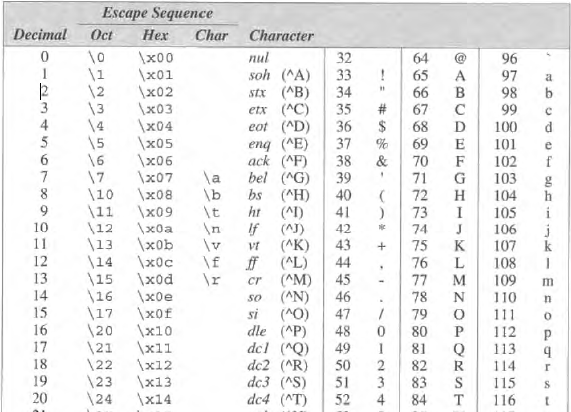 Escape Sequence
Decimal Oct Hex Char Character
0 \0 \x00 nul 32 64 @ 96 `
1 \1 \x01 soh (^A) 33 ! 65 A 97 a
2 \2 \x02 stx (^B) 34 " 66 B 98 b
3 \3 \x03 etx (^C) 35 # 67 C 99 c
4 \4 \x04 eot (^D) 36 $ 68 D 100 d
5 \5 \x05 enq (^E) 37 % 69 E 101 e
6 \6 \x06 ack (^F) 38 & 70 F 102 f
7 \7 \x07 \a bel (^G) 39 ' 71 G 103 g
8 \10 \x08 \b bs (^H) 40 ( 72 H 104 h
9 \11 \x09 \t ht (^I) 41 ) 73 I 105 i
10 \12 \x0a \n lf (^J) 42 * 74 J 106 j
11 \13 \x0b \v vt (^K) 43 + 75 K 107 k
12 \14 \x0c \f ff (^L) 44 , 76 L 108 l
13 \15 \x0d \r cr (^M) 45 - 77 M 109 m
14 \16 \x0e so (^N) 46 . 78 N 110 n
15 \17 \x0f si (^O) 47 / 79 O 111 o
16 \20 \x10 dle (^P) 48 0 80 P 112 p
17 \21 \x11 dc1 (^Q) 49 1 81 Q 113 q
18 \22 \x12 dc2 (^R) 50 2 82 R 114 r
19 \23 \x13 dc3 (^S) 51 3 83 S 115 s
20 \24 \x14 dc4 (^T) 52 4 84 T 116 t